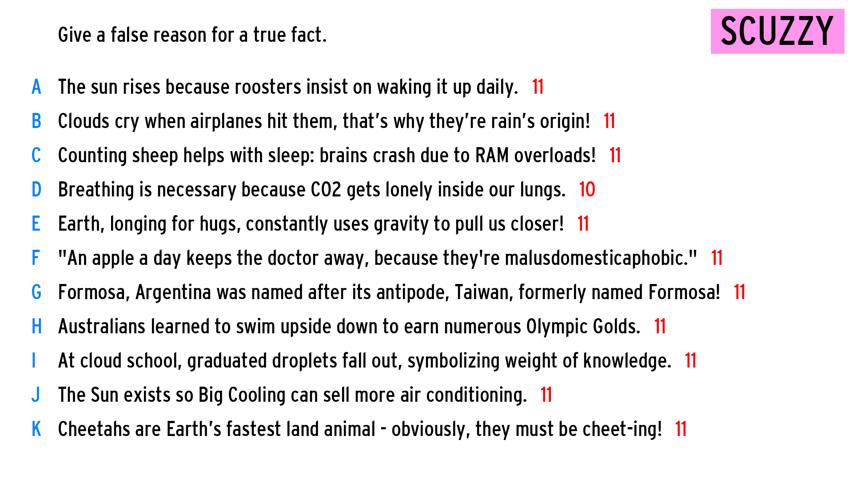 Give a false reason for a true fact.
SCUZZY
A The sun rises because roosters insist on waking it up daily. 11
B Clouds cry when airplanes hit them, that's why they're rain's origin! 11
C Counting sheep helps with sleep: brains crash due to RAM overloads! 11
D Breathing is necessary because CO2 gets lonely inside our lungs. 10
E Earth, longing for hugs, constantly uses gravity to pull us closer! 11
F "An apple a day keeps the doctor away, because they're malusdomesticaphobic." 11
G Formosa, Argentina was named after its antipode, Taiwan, formerly named Formosa! 11
H Australians learned to swim upside down to earn numerous Olympic Golds. 11
I At cloud school, graduated droplets fall out, symbolizing weight of knowledge. 11
J The Sun exists so Big Cooling can sell more air conditioning. 11
K Cheetahs are Earth's fastest land animal - obviously, they must be cheet-ing! 11